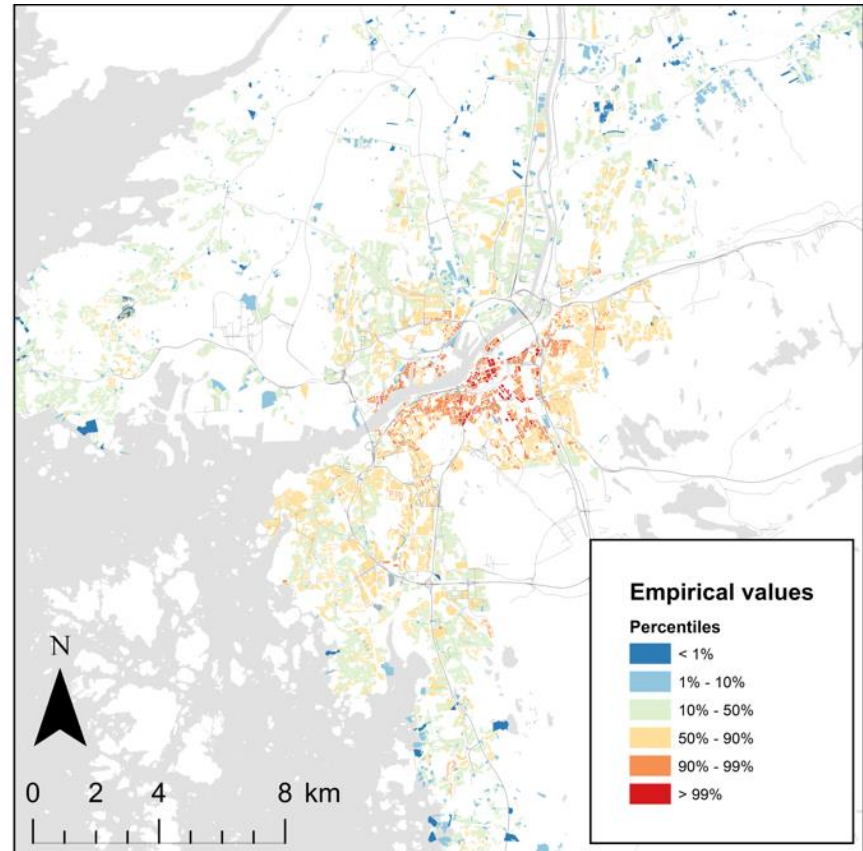 Empirical values
Percentiles
< 1%
1% - 10%
10% - 50%
50% - 90%
90% - 99%
> 99%
N
0 2 4 8 km